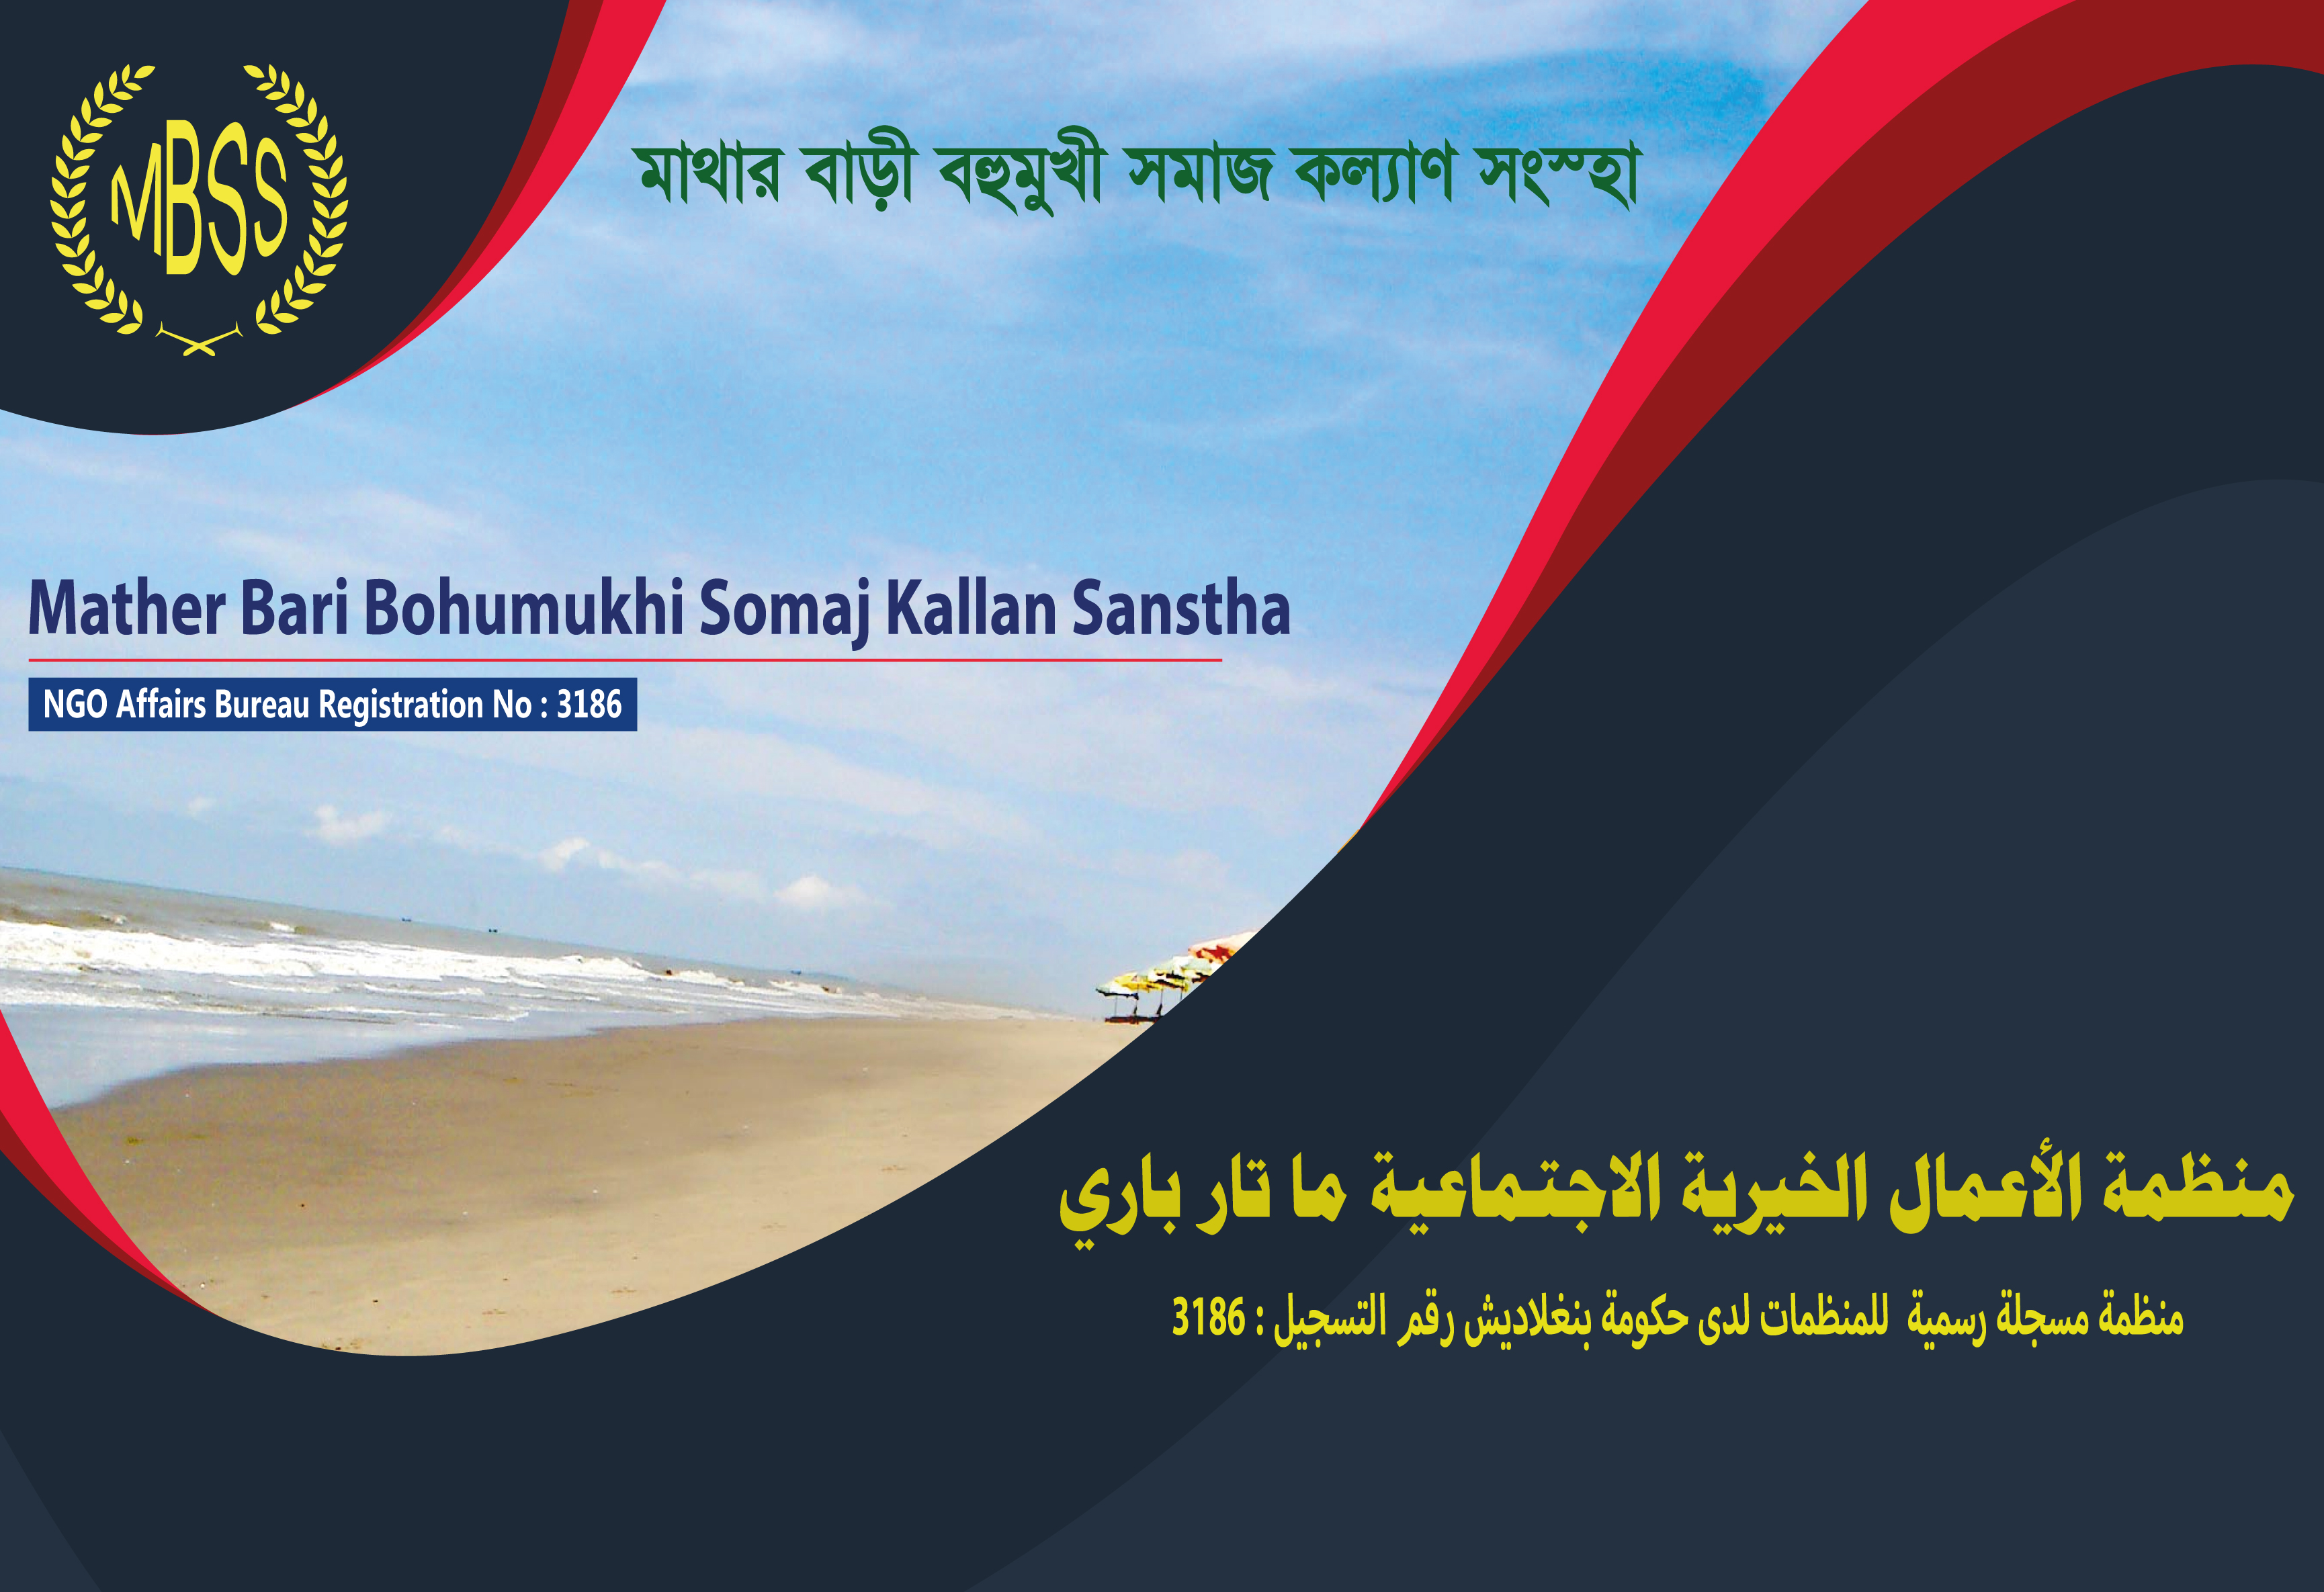 MBSS
মাথার বাড়ী বহুমুখী সমাজ কল্যাণ সংস্হা
Mather Bari Bohumukhi Somaj Kallan Sanstha
NGO Affairs Bureau Registration No : 3186
منظمة الأعمال الخيرية الاجتماعية ما تار باري
منظمة مسجلة رسمية للمنظمات لدى حكومة بنغلاديش رقم التسجيل : 3186